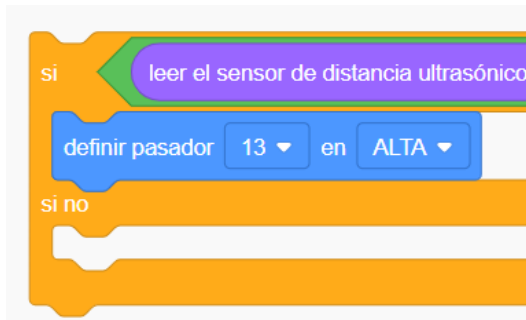 si leer el sensor de distancia ultrasónico
definir pasador 13 en ALTA
si no